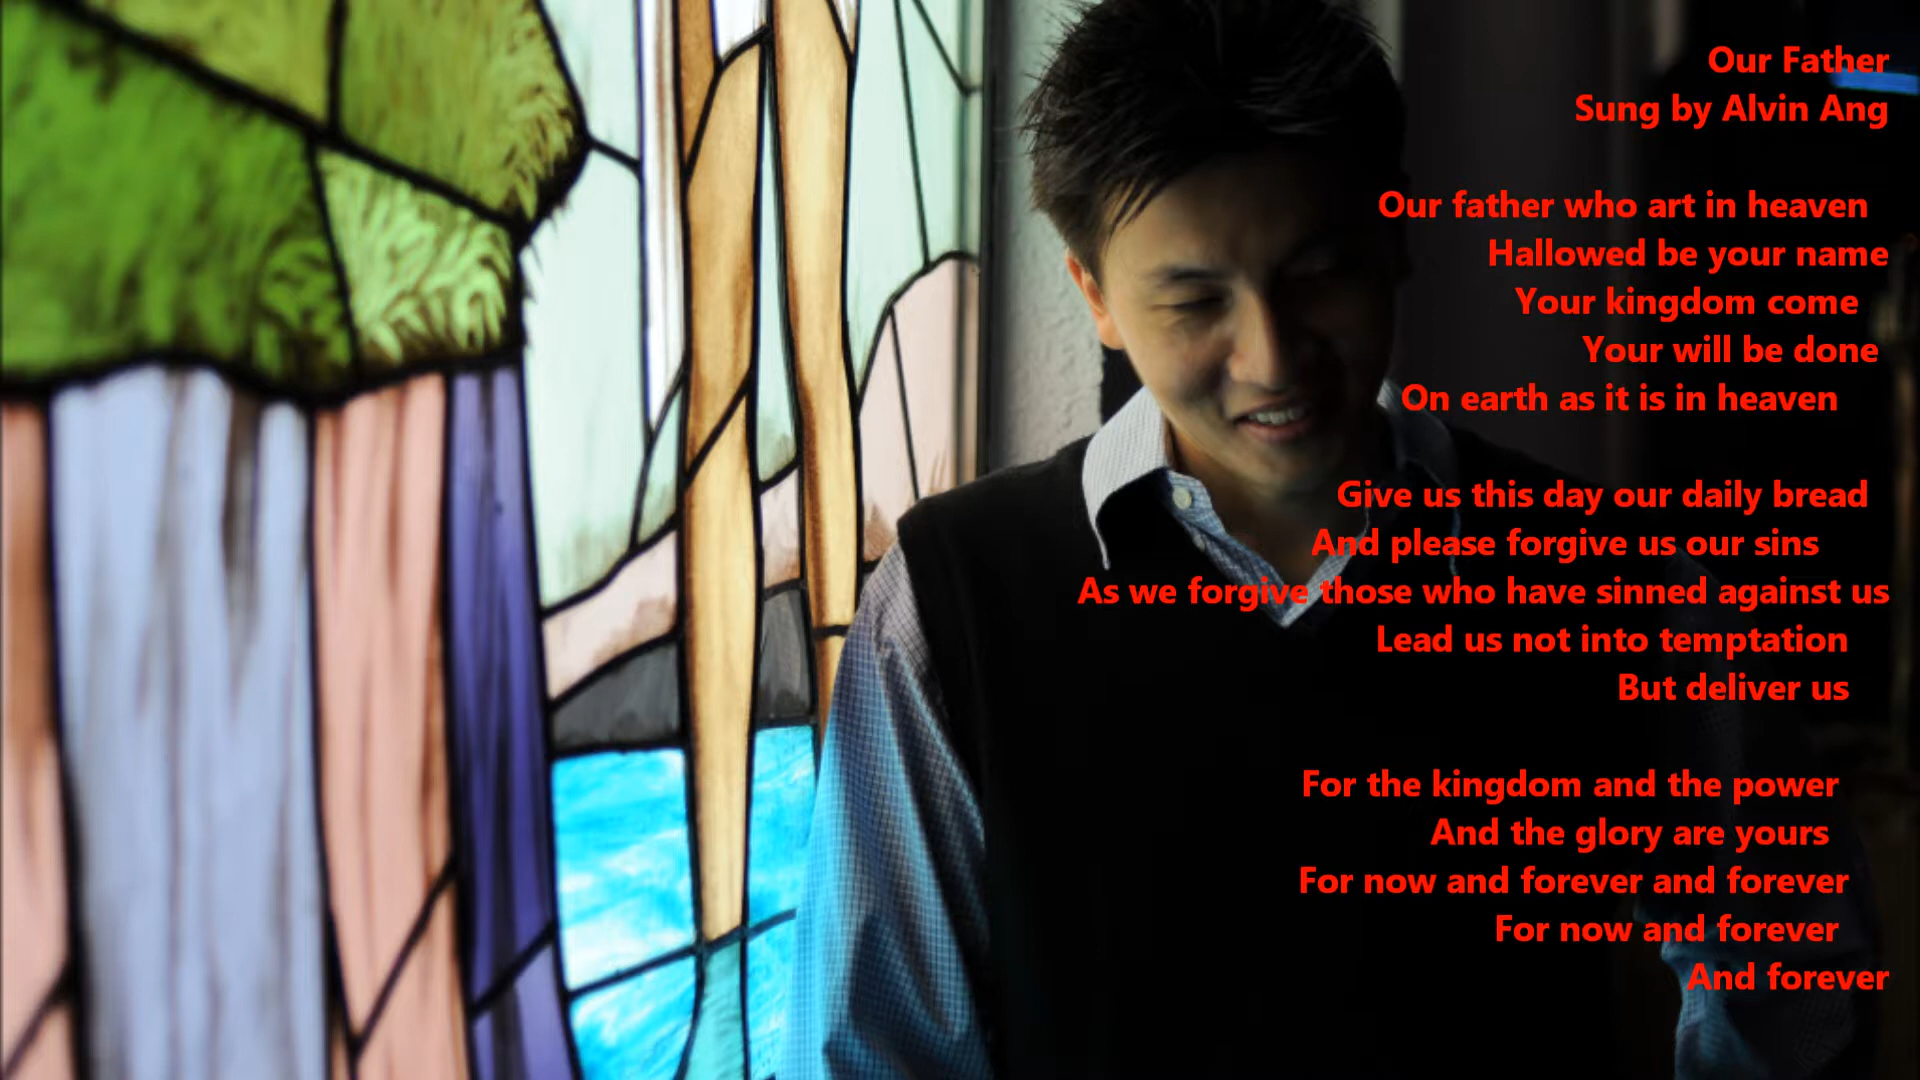 Our Father
Sung by Alvin Ang
Our father who art in heaven
Hallowed be your name
Your kingdom come
Your will be done
On earth as it is in heaven
Give us this day our daily bread
And please forgive us our sins
As we forgive those who have sinned against us
Lead us not into temptation
But deliver us
For the kingdom and the power
And the glory are yours
For now and forever and forever
For now and forever
And forever